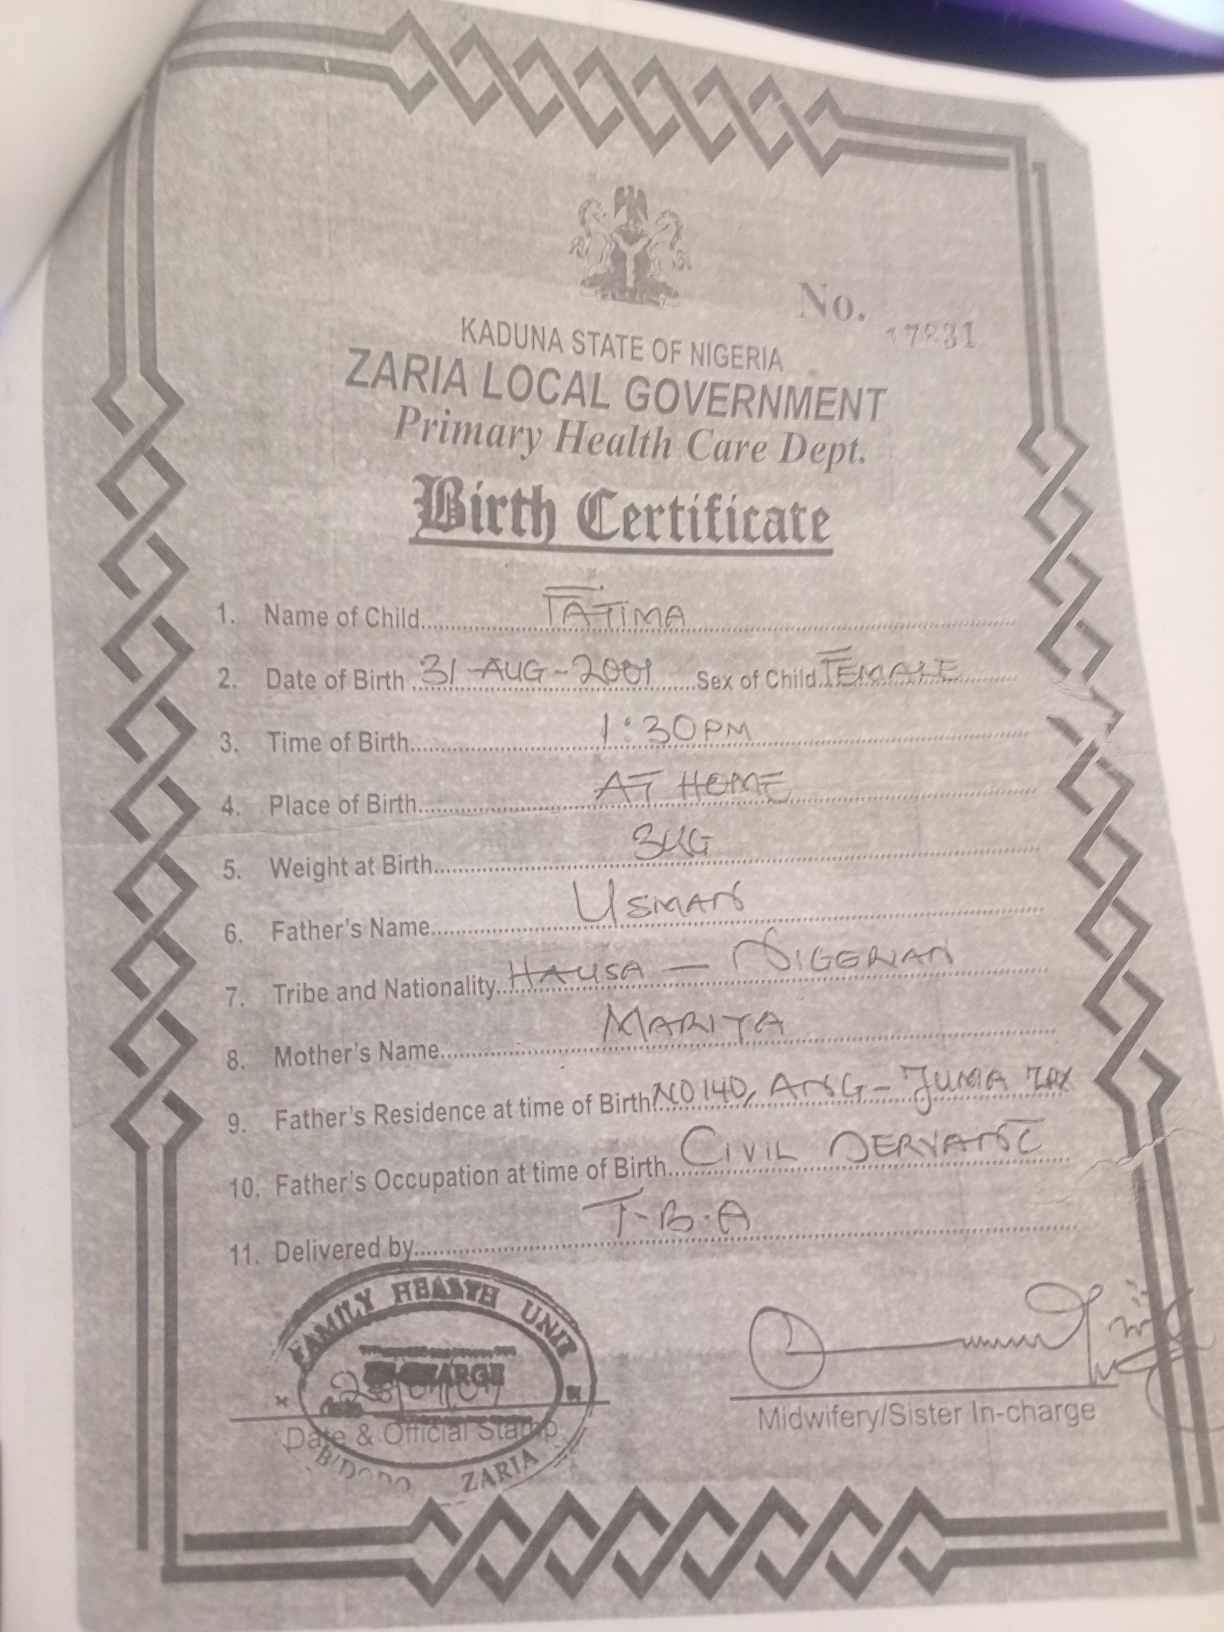 No. 17831
KADUNA STATE OF NIGERIA
ZARIA LOCAL GOVERNMENT
Primary Health Care Dept.
Birth Certificate
1. Name of Child FATIMA
2. Date of Birth 31-AUG-2001 Sex of Child FEMALE
3. Time of Birth 1:30PM
4. Place of Birth AT HOME
5. Weight at Birth 3KG
6. Father's Name USMAN
7. Tribe and Nationality HAUSA - NIGERIAN
8. Mother's Name MARIYA
9. Father's Residence at time of Birth NO 140, ANG-JUMA
10. Father's Occupation at time of Birth CIVIL SERVANT
11. Delivered by T-B.A
FAMILY HEALTH UNIT
IN-CHARGE
Date & Official Stamp
ZARIA
Midwifery/Sister In-charge